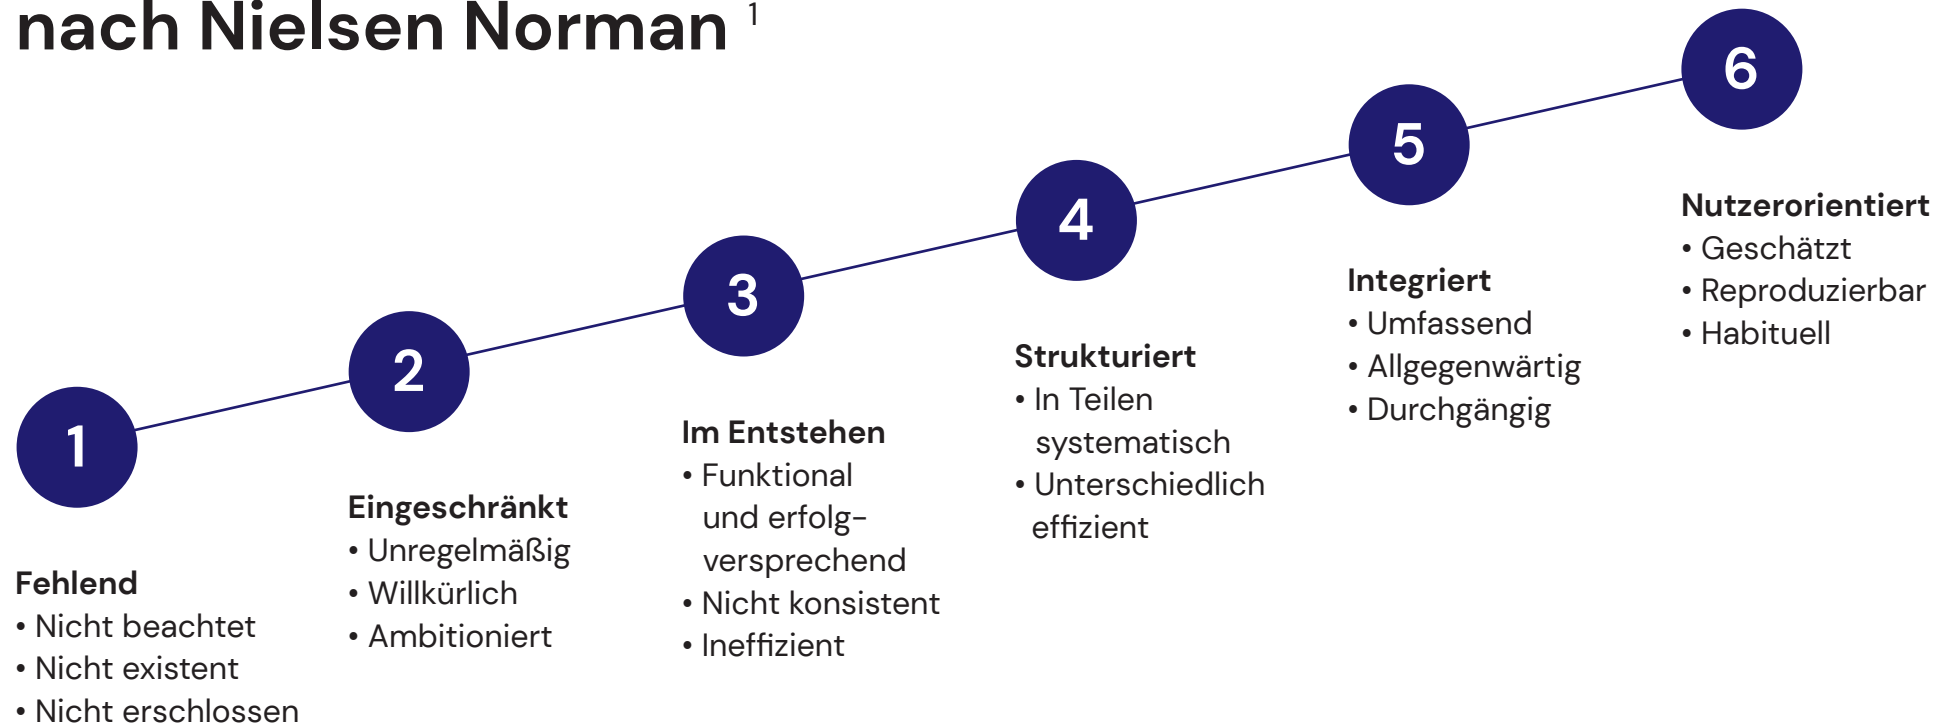 nach Nielsen Norman 1
1
Fehlend
• Nicht beachtet
• Nicht existent
• Nicht erschlossen
2
Eingeschränkt
• Unregelmäßig
• Willkürlich
• Ambitioniert
3
Im Entstehen
• Funktional
und erfolg-
versprechend
• Nicht konsistent
• Ineffizient
4
Strukturiert
• In Teilen
systematisch
• Unterschiedlich
effizient
5
Integriert
• Umfassend
• Allgegenwärtig
• Durchgängig
6
Nutzerorientiert
• Geschätzt
• Reproduzierbar
• Habituell